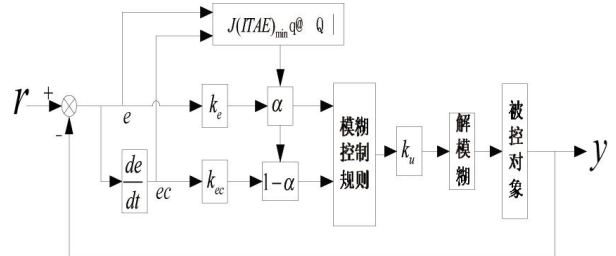 J(ITAE)min q@ Q |
r
+
-
e
ke
α
de
dt
ec
kec
1-α
模糊
控制
规则
ku
解
模
糊
被
控
对
象
y